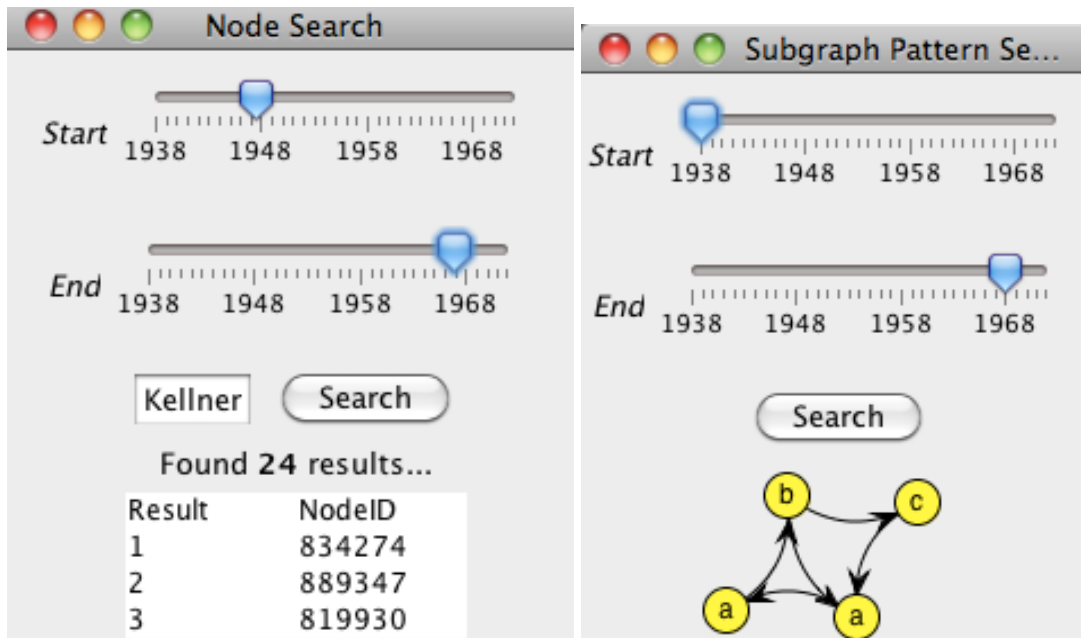 Node Search
Start
1938 1948 1958 1968
End
1938 1948 1958 1968
Kellner Search
Found 24 results...
Result NodeID
1 834274
2 889347
3 819930
Subgraph Pattern Se...
Start
1938 1948 1958 1968
End
1938 1948 1958 1968
Search
b c
a a